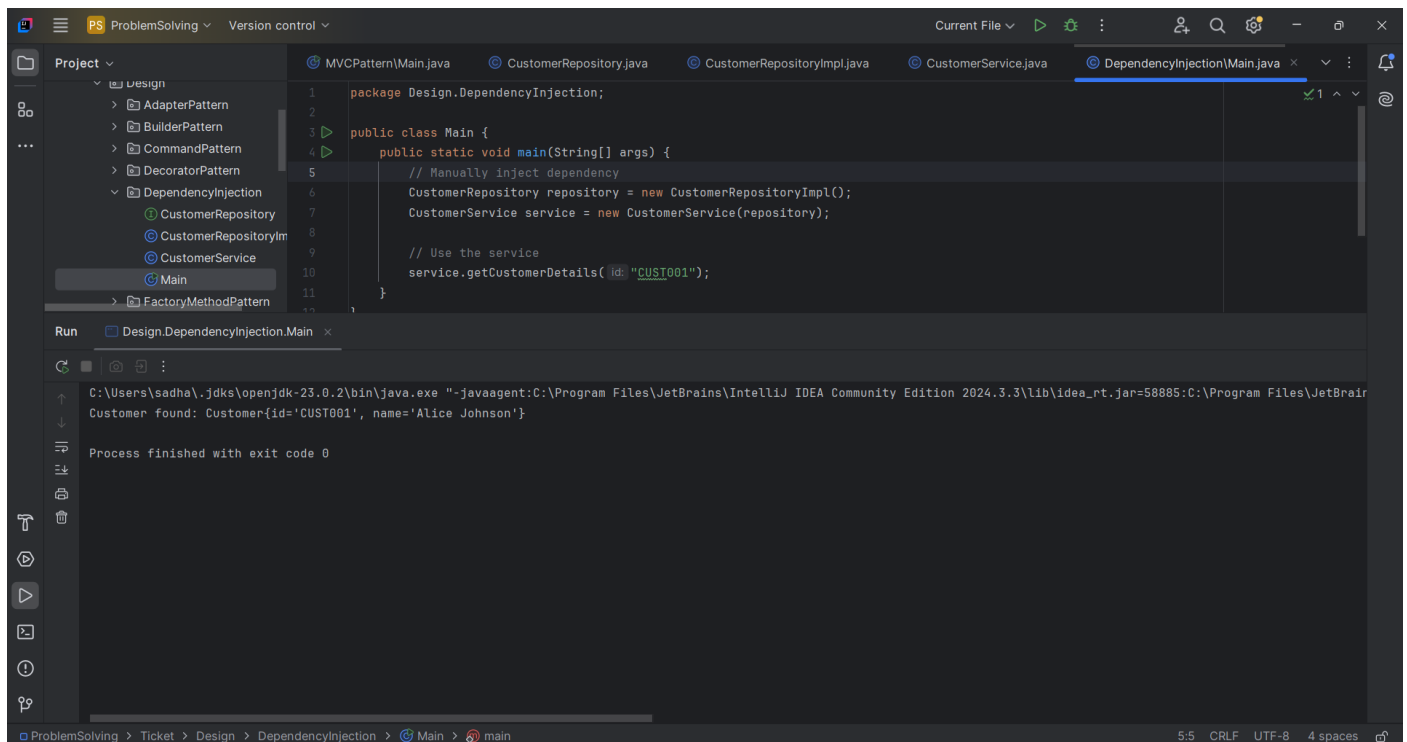 PS ProblemSolving Version control Current File
Project
MVCPattern\Main.java CustomerRepository.java CustomerRepositoryImpl.java CustomerService.java DependencyInjection\Main.java
Design
AdapterPattern
BuilderPattern
CommandPattern
DecoratorPattern
DependencyInjection
CustomerRepository
CustomerRepositoryIm
CustomerService
Main
FactoryMethodPattern
1 package Design.DependencyInjection;
2
3 public class Main {
4 public static void main(String[] args) {
5 // Manually inject dependency
6 CustomerRepository repository = new CustomerRepositoryImpl();
7 CustomerService service = new CustomerService(repository);
8
9 // Use the service
10 service.getCustomerDetails( id: "CUST001");
11 }
12 }
1
Run Design.DependencyInjection.Main
C:\Users\sadha\.jdks\openjdk-23.0.2\bin\java.exe "-javaagent:C:\Program Files\JetBrains\IntelliJ IDEA Community Edition 2024.3.3\lib\idea_rt.jar=58885:C:\Program Files\JetBrain
Customer found: Customer{id='CUST001', name='Alice Johnson'}
Process finished with exit code 0
ProblemSolving > Ticket > Design > DependencyInjection > Main > main 5:5 CRLF UTF-8 4 spaces